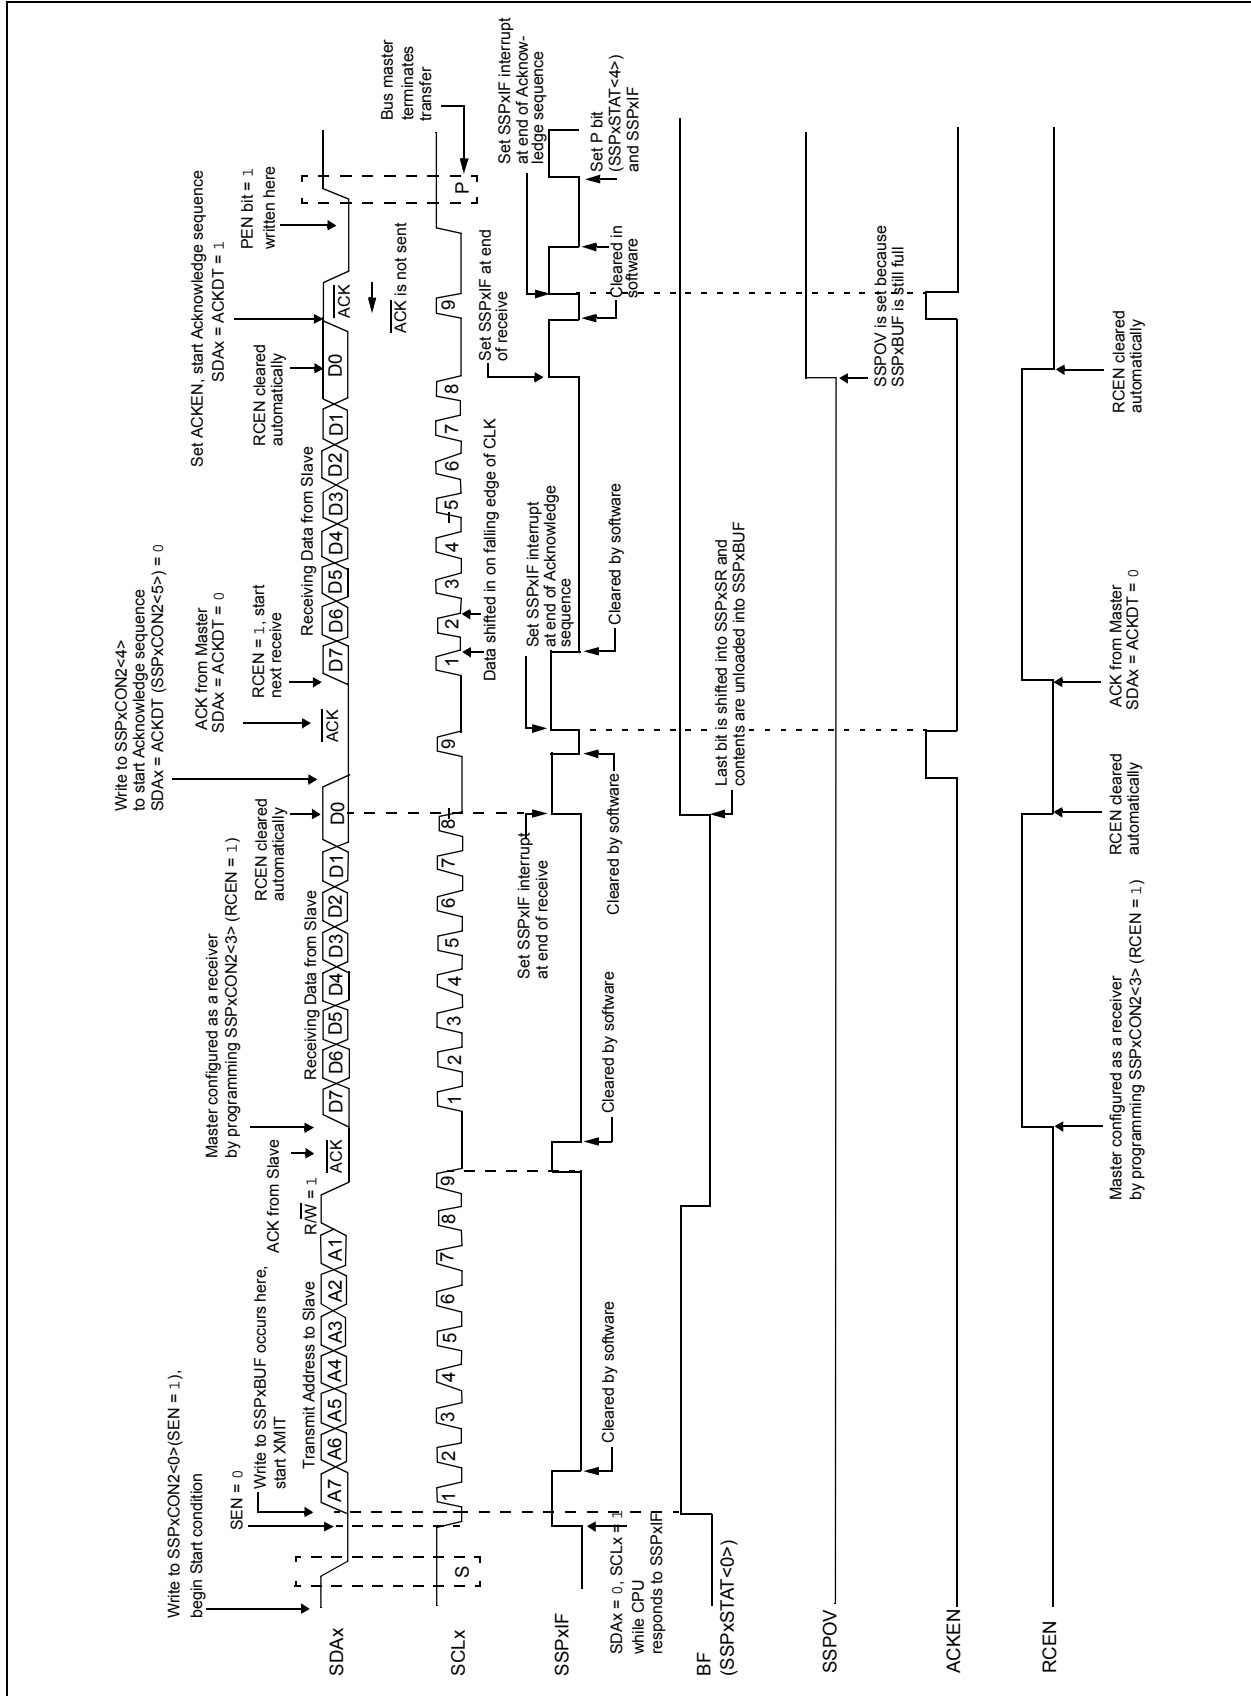 Write to SSPxCON2<0>(SEN = 1),
begin Start condition
SEN = 0
Write to SSPxBUF occurs here,
start XMIT
ACK from Slave
Master configured as a receiver
by programming SSPxCON2<3> (RCEN = 1)
RCEN cleared
automatically
Write to SSPxCON2<4>
to start Acknowledge sequence
SDAx = ACKDT (SSPxCON2<5>) = 0
ACK from Master
SDAx = ACKDT = 0
RCEN = 1, start
next receive
RCEN cleared
automatically
Set ACKEN, start Acknowledge sequence
SDAx = ACKDT = 1
PEN bit = 1
written here
Transmit Address to Slave
R/W = 1
Receiving Data from Slave
Receiving Data from Slave
SDAx
A7 A6 A5 A4 A3 A2 A1
ACK
D7 D6 D5 D4 D3 D2 D1 D0
ACK
D7 D6 D5 D4 D3 D2 D1 D0
ACK
ACK is not sent
Bus master
terminates
transfer
SCLx
S
1 2 3 4 5 6 7 8 9
1 2 3 4 5 6 7 8 9
1 2 3 4 5 6 7 8 9
P
Data shifted in on falling edge of CLK
Set SSPxIF interrupt
at end of receive
Set SSPxIF interrupt
at end of Acknowledge
sequence
Set SSPxIF at end
of receive
Set SSPxIF interrupt
at end of Acknow-
ledge sequence
SSPxIF
SDAx = 0, SCLx = 1
while CPU
responds to SSPxIF
Cleared by software
Cleared by software
Cleared by software
Cleared by software
Cleared in
software
Set P bit
(SSPxSTAT<4>)
and SSPxIF
BF
(SSPxSTAT<0>)
Last bit is shifted into SSPxSR and
contents are unloaded into SSPxBUF
SSPOV
SSPOV is set because
SSPxBUF is still full
ACKEN
RCEN
Master configured as a receiver
by programming SSPxCON2<3> (RCEN = 1)
RCEN cleared
automatically
ACK from Master
SDAx = ACKDT = 0
RCEN cleared
automatically